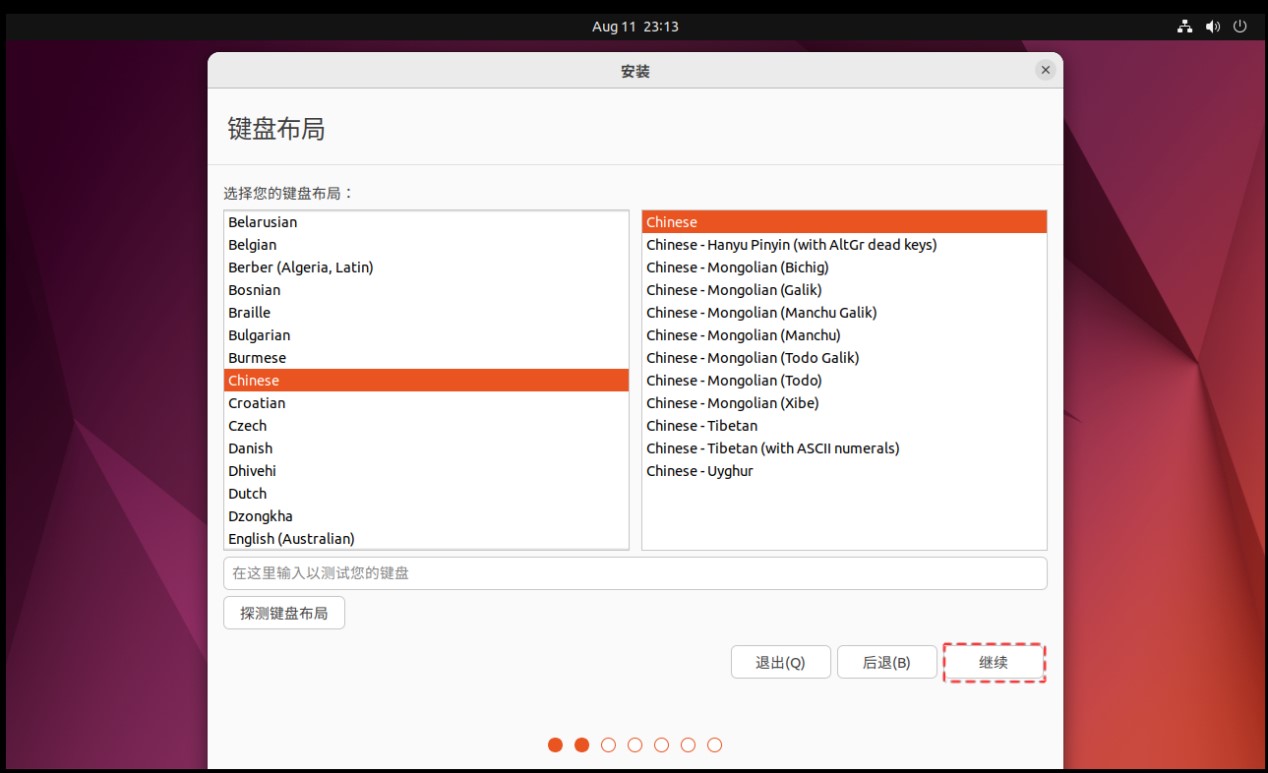 Aug 11 23:13
安装
键盘布局
选择您的键盘布局：
Belarusian
Belgian
Berber (Algeria, Latin)
Bosnian
Braille
Bulgarian
Burmese
Chinese
Croatian
Czech
Danish
Dhivehi
Dutch
Dzongkha
English (Australian)
Chinese
Chinese - Hanyu Pinyin (with AltGr dead keys)
Chinese - Mongolian (Bichig)
Chinese - Mongolian (Galik)
Chinese - Mongolian (Manchu Galik)
Chinese - Mongolian (Manchu)
Chinese - Mongolian (Todo Galik)
Chinese - Mongolian (Todo)
Chinese - Mongolian (Xibe)
Chinese - Tibetan
Chinese - Tibetan (with ASCII numerals)
Chinese - Uyghur
在这里输入以测试您的键盘
探测键盘布局
退出(Q)
后退(B)
继续